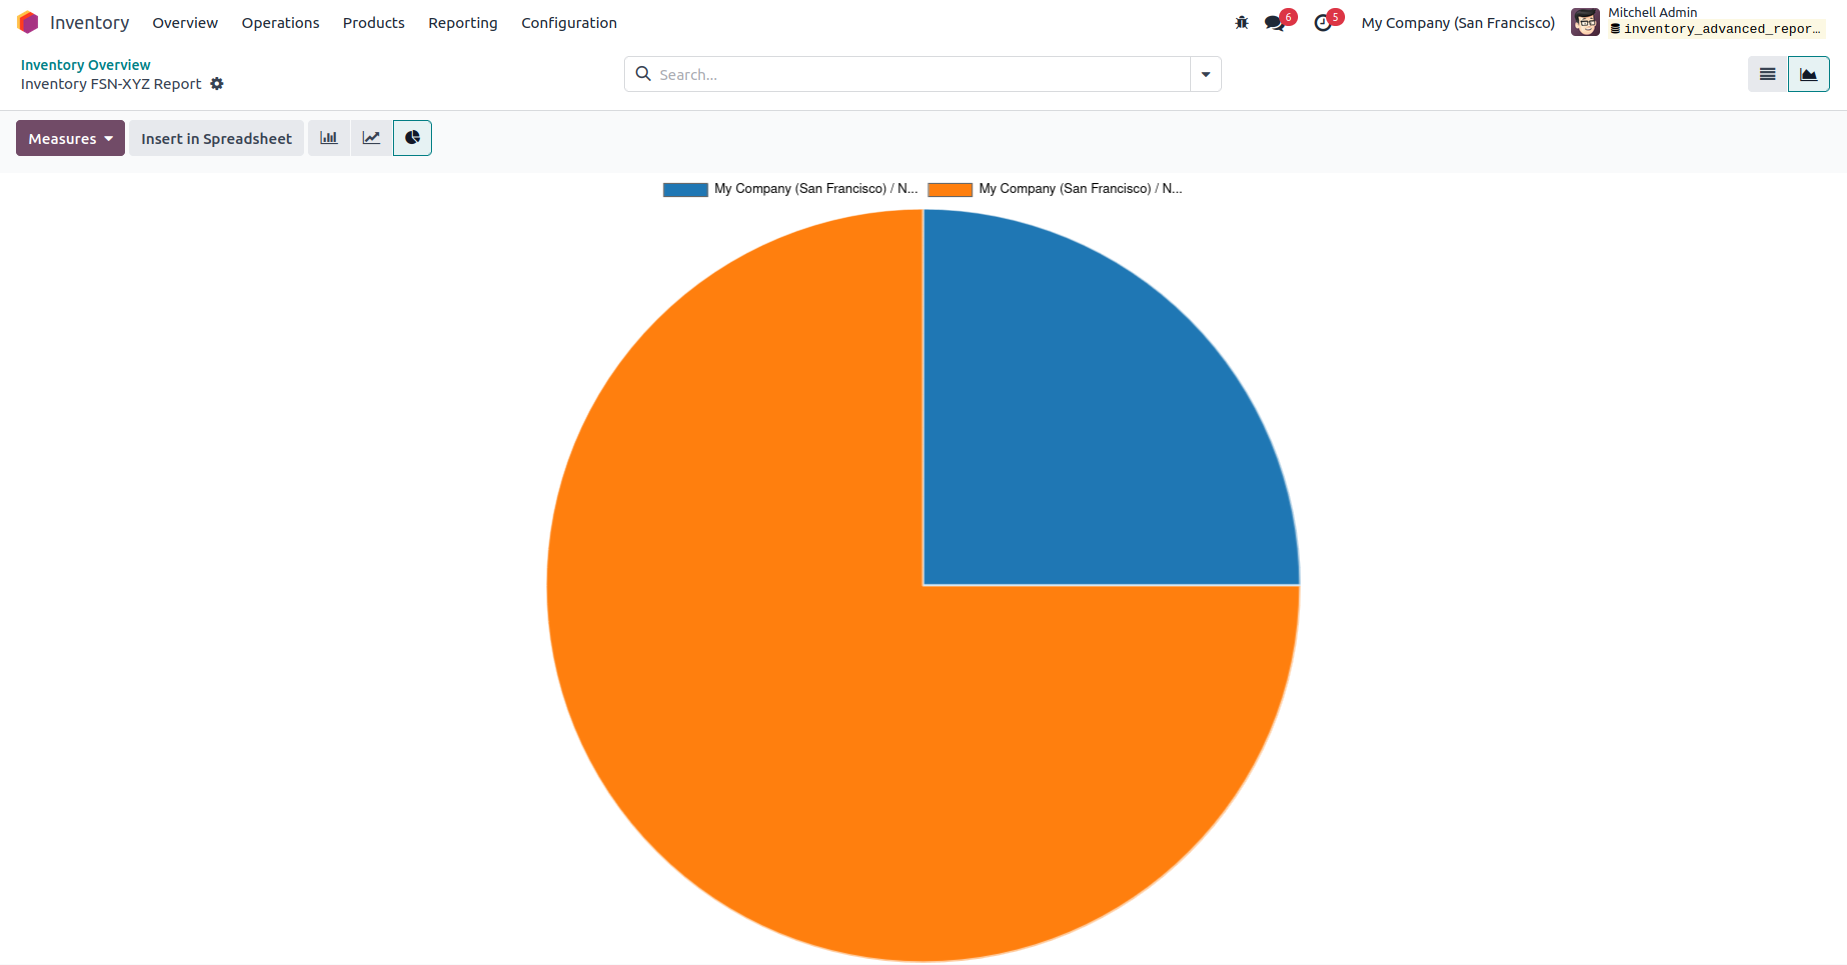 Inventory Overview Operations Products Reporting Configuration 6 5 My Company (San Francisco) Mitchell Admin
inventory_advanced_repor...
Inventory Overview
Inventory FSN-XYZ Report
Search...
Measures Insert in Spreadsheet
My Company (San Francisco) / N... My Company (San Francisco) / N...